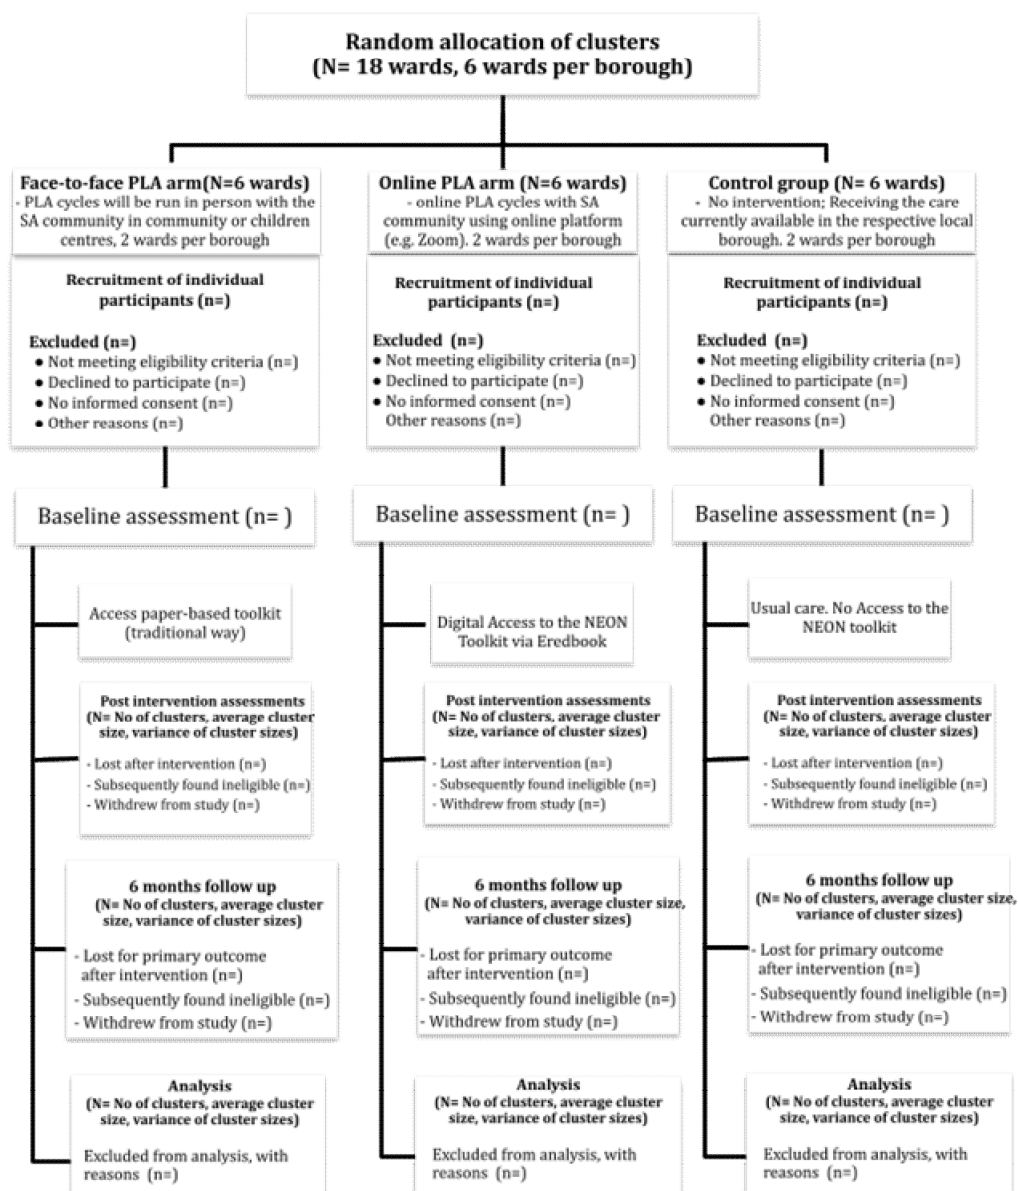 Random allocation of clusters
(N= 18 wards, 6 wards per borough)
Face-to-face PLA arm(N=6 wards)
- PLA cycles will be run in person with the
SA community in community or children
centres, 2 wards per borough
Recruitment of individual
participants (n=)
Excluded (n=)
● Not meeting eligibility criteria (n=)
● Declined to participate (n=)
● No informed consent (n=)
● Other reasons (n=)
Baseline assessment (n= )
Access paper-based toolkit
(traditional way)
Post intervention assessments
(N= No of clusters, average cluster
size, variance of cluster sizes)
- Lost after intervention (n=)
- Subsequently found ineligible (n=)
- Withdrew from study (n=)
6 months follow up
(N= No of clusters, average cluster
size, variance of cluster sizes)
- Lost for primary outcome
after intervention (n=)
- Subsequently found ineligible (n=)
- Withdrew from study (n=)
Analysis
(N= No of clusters, average cluster
size, variance of cluster sizes)
Excluded from analysis, with
reasons (n=)
Online PLA arm (N=6 wards)
- online PLA cycles with SA
community using online platform
(e.g. Zoom). 2 wards per borough
Recruitment of individual
participants (n=)
Excluded (n=)
● Not meeting eligibility criteria (n=)
● Declined to participate (n=)
● No informed consent (n=)
Other reasons (n=)
Baseline assessment (n= )
Digital Access to the NEON
Toolkit via Eredbook
Post intervention assessments
(N= No of clusters, average cluster
size, variance of cluster sizes)
- Lost after intervention (n=)
- Subsequently found ineligible (n=)
- Withdrew from study (n=)
6 months follow up
(N= No of clusters, average cluster size,
variance of cluster sizes)
- Lost for primary outcome
after intervention (n=)
- Subsequently found ineligible (n=)
- Withdrew from study (n=)
Analysis
(N= No of clusters, average cluster
size, variance of cluster sizes)
Excluded from analysis, with
reasons (n=)
Control group (N= 6 wards)
- No intervention; Receiving the care
currently available in the respective local
borough. 2 wards per borough
Recruitment of individual
participants (n=)
Excluded (n=)
● Not meeting eligibility criteria (n=)
● Declined to participate (n=)
● No informed consent (n=)
Other reasons (n=)
Baseline assessment (n= )
Usual care. No Access to the
NEON toolkit
Post intervention assessments
(N= No of clusters, average cluster
size, variance of cluster sizes)
- Lost after intervention (n=)
- Subsequently found ineligible (n=)
- Withdrew from study (n=)
6 months follow up
(N= No of clusters, average cluster size,
variance of cluster sizes)
- Lost for primary outcome
after intervention (n=)
- Subsequently found ineligible (n=)
- Withdrew from study (n=)
Analysis
(N= No of clusters, average cluster
size, variance of cluster sizes)
Excluded from analysis, with
reasons (n=)